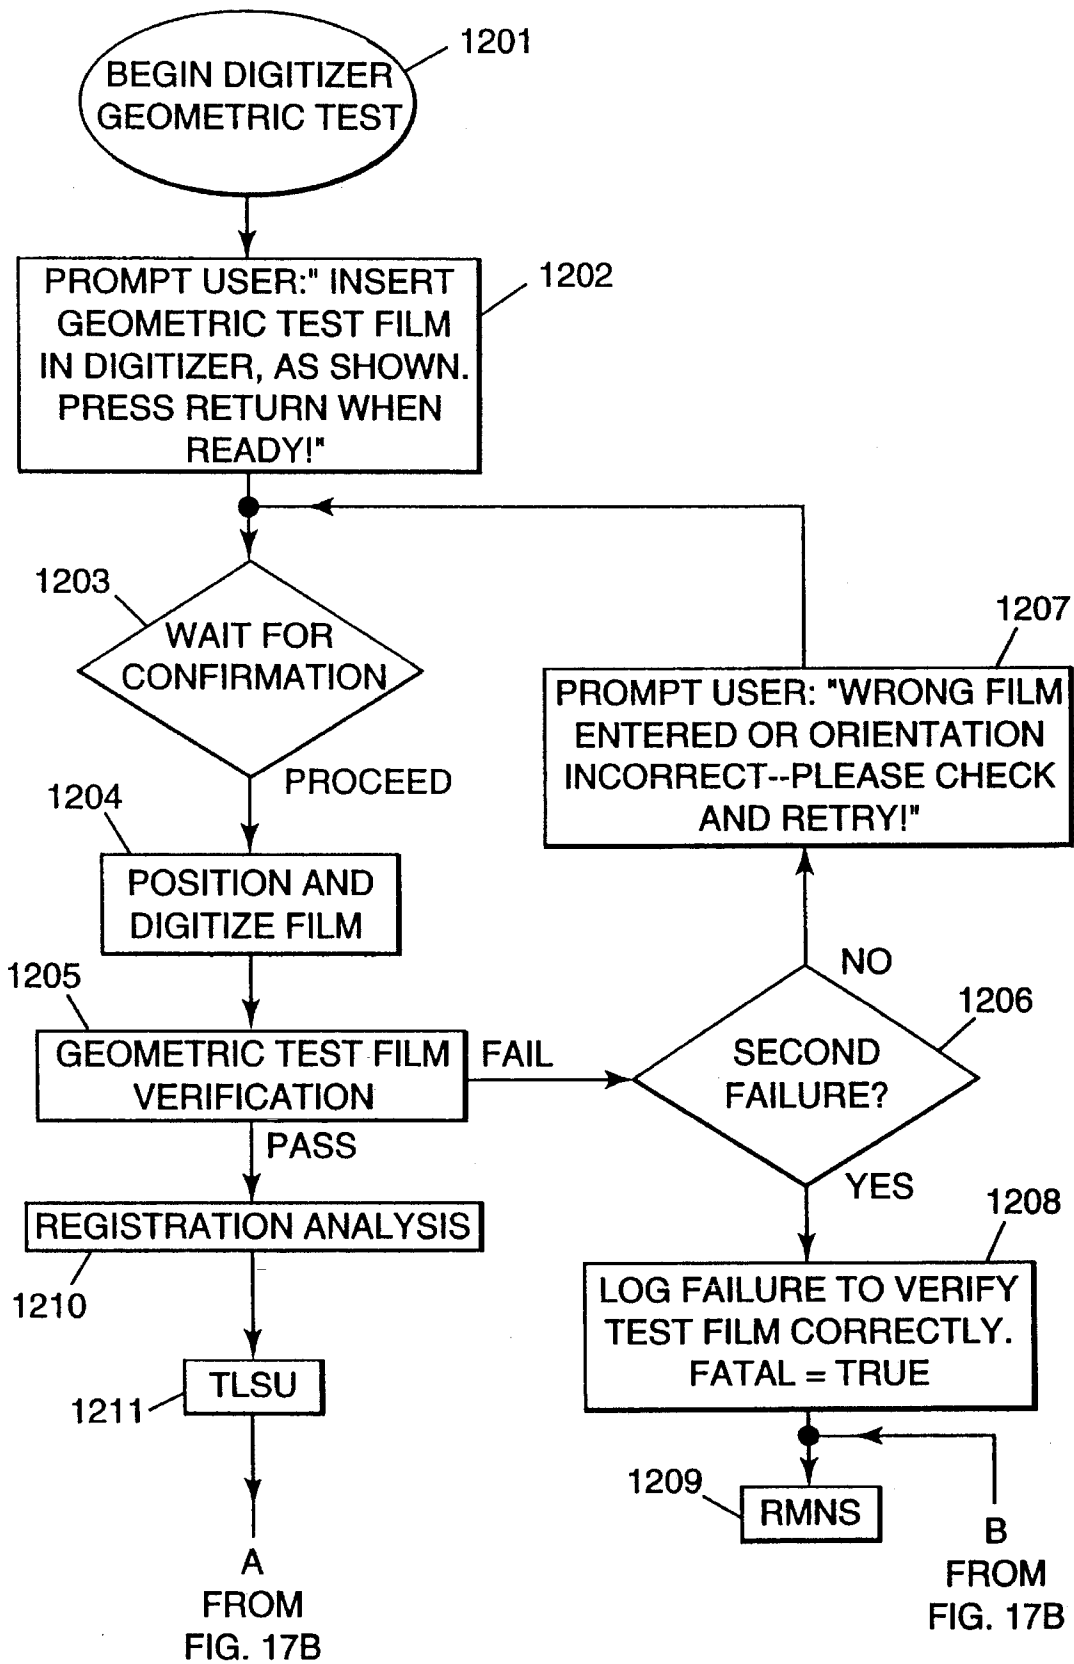 1201
BEGIN DIGITIZER
GEOMETRIC TEST
1202
PROMPT USER:" INSERT
GEOMETRIC TEST FILM
IN DIGITIZER, AS SHOWN.
PRESS RETURN WHEN
READY!"
1203
WAIT FOR
CONFIRMATION
PROCEED
1204
POSITION AND
DIGITIZE FILM
1205
GEOMETRIC TEST FILM
VERIFICATION
FAIL
PASS
1207
PROMPT USER: "WRONG FILM
ENTERED OR ORIENTATION
INCORRECT--PLEASE CHECK
AND RETRY!"
NO
1206
SECOND
FAILURE?
YES
1208
LOG FAILURE TO VERIFY
TEST FILM CORRECTLY.
FATAL = TRUE
1209
RMNS
B
FROM
FIG. 17B
REGISTRATION ANALYSIS
1210
TLSU
1211
A
FROM
FIG. 17B